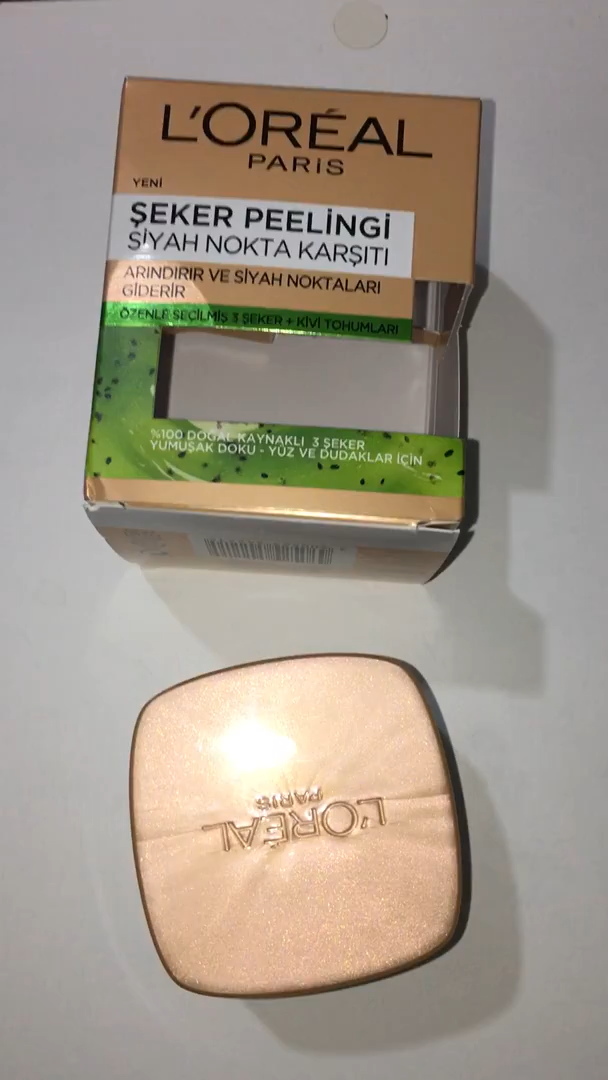 L'ORÉAL
PARİS
YENİ
ŞEKER PEELİNGİ
SİYAH NOKTA KARŞITI
ARINDIRIR VE SİYAH NOKTALARI
GİDERİR
ÖZENLE SEÇİLMİŞ 3 ŞEKER + KİVİ TOHUMLARI
%100 DOĞAL KAYNAKLI 3 ŞEKER
YUMUŞAK DOKU - YÜZ VE DUDAKLAR İÇİN
L'ORÉAL
PARIS